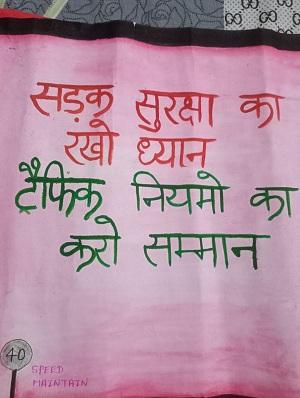 सड़क सुरक्षा का
रखो ध्यान
ट्रैफिक नियमो का
करो सम्मान
40
SPEED
MAINTAIN